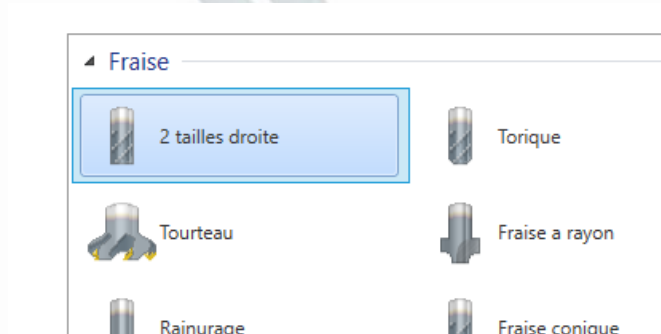 Fraise
2 tailles droite
Torique
Tourteau
Fraise a rayon
Rainurage
Fraise conique